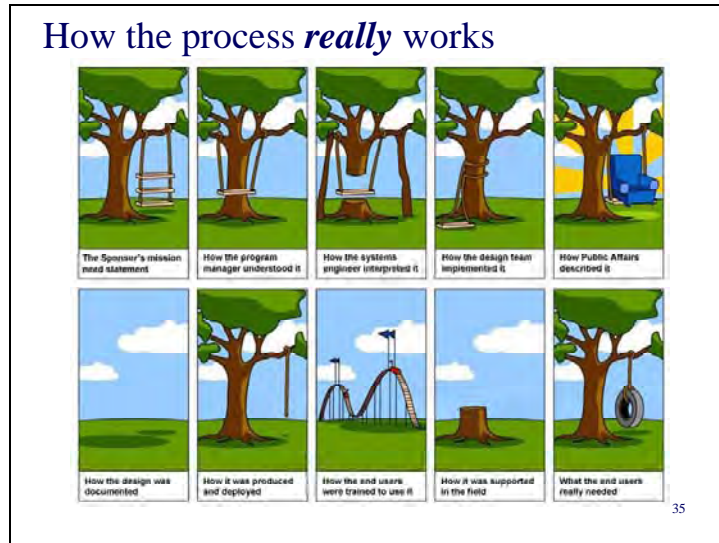 How the process really works
The Sponsor's mission
need statement
How the program
manager understood it
How the systems
engineer interpreted it
How the design team
implemented it
How Public Affairs
described it
How the design was
documented
How it was produced
and deployed
How the end users
were trained to use it
How it was supported
in the field
What the end users
really needed
35